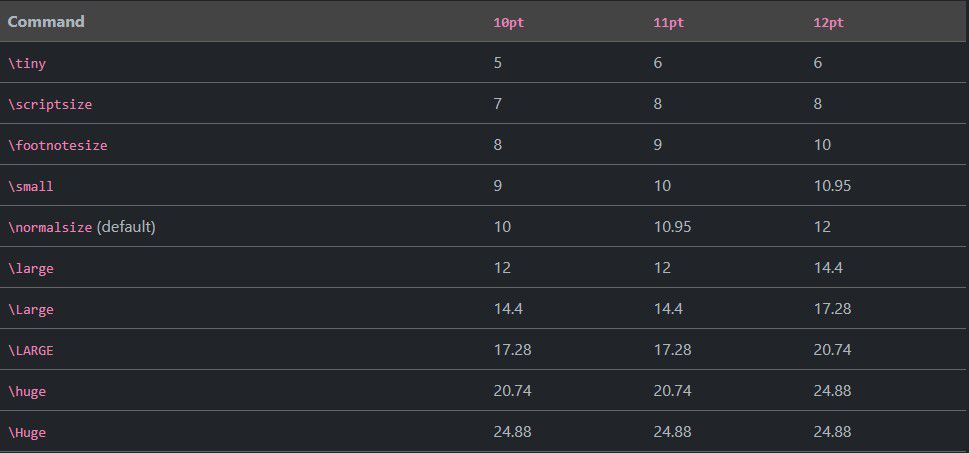 Command 10pt 11pt 12pt
\tiny 5 6 6
\scriptsize 7 8 8
\footnotesize 8 9 10
\small 9 10 10.95
\normalsize (default) 10 10.95 12
\large 12 12 14.4
\Large 14.4 14.4 17.28
\LARGE 17.28 17.28 20.74
\huge 20.74 20.74 24.88
\Huge 24.88 24.88 24.88